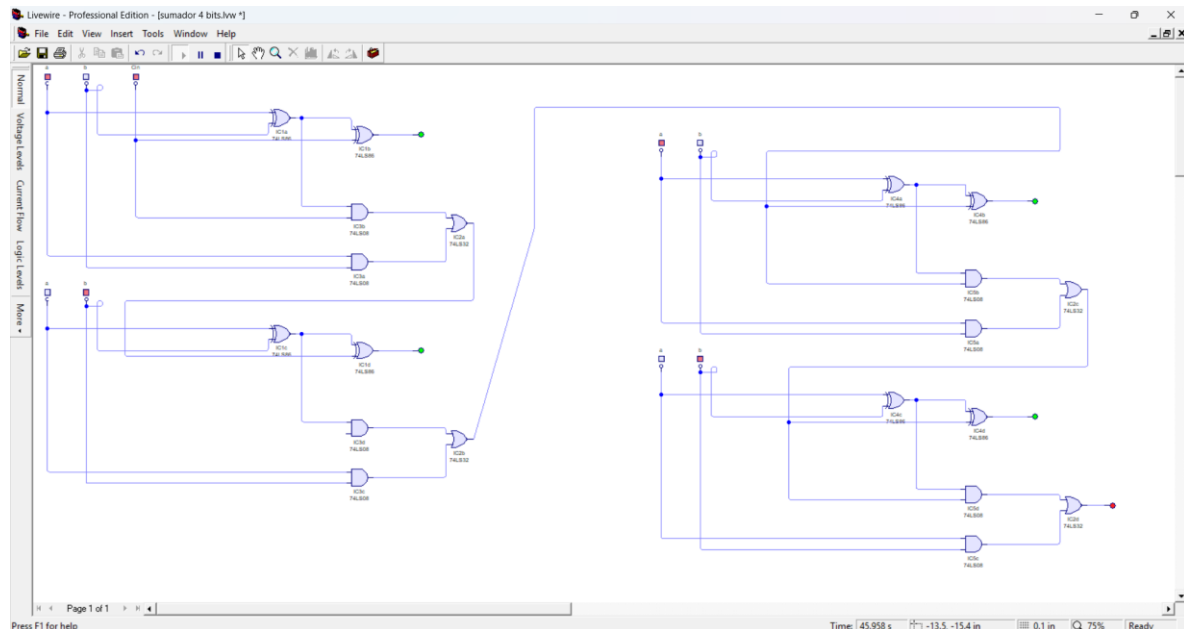 Livewire - Professional Edition - [sumador 4 bits.lvw *]
File Edit View Insert Tools Window Help
Normal
Voltage Levels
Current Flow
Logic Levels
More
a b
IC1a
74LS86
IC1b
74LS86
IC3b
74LS08
IC2a
74LS32
IC3a
74LS08
a b
IC1c
74LS86
IC1d
74LS86
IC3d
74LS08
IC2b
74LS32
IC3c
74LS08
a b
IC4a
74LS86
IC4b
74LS86
IC5b
74LS08
IC2c
74LS32
IC5a
74LS08
a b
IC4c
74LS86
IC4d
74LS86
IC5d
74LS08
IC2d
74LS32
IC5c
74LS08
Page 1 of 1
Press F1 for help
Time: 45.958 s
-13.5, -15.4 in
0.1 in
75%
Ready